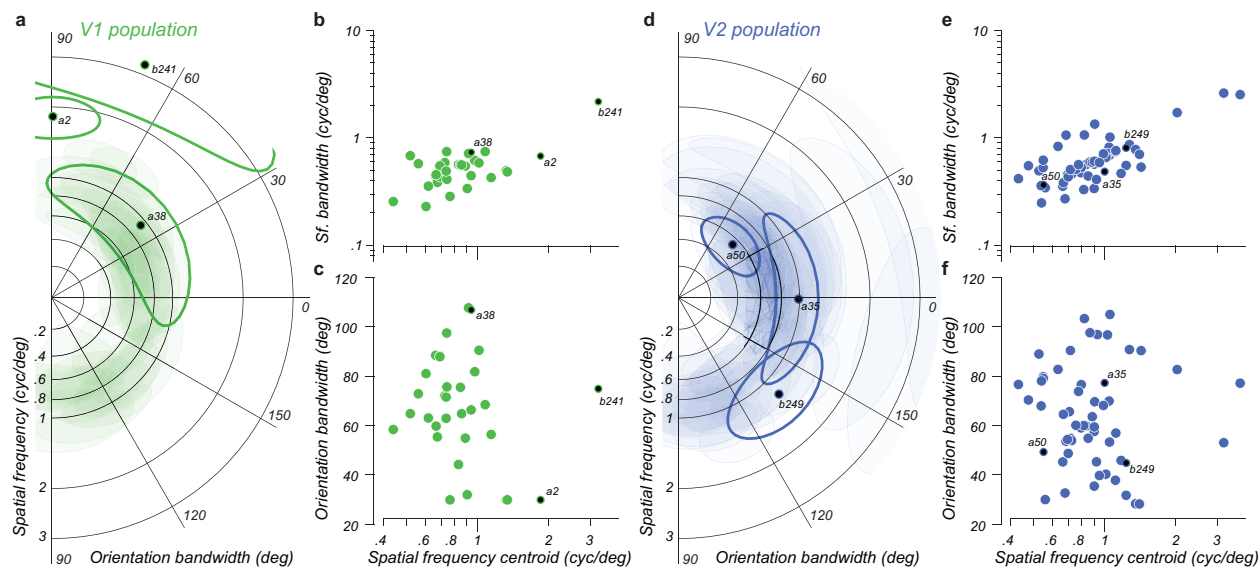 a
V1 population
90
b241
60
a2
30
a38
0
.2
.4
.6
.8
1
2
3
150
120
90
Spatial frequency (cyc/deg)
Orientation bandwidth (deg)
b
10
1
.1
Sf. bandwidth (cyc/deg)
a38
a2
b241
c
120
100
80
60
40
20
Orientation bandwidth (deg)
a38
b241
a2
.4
.6
.8
1
2
3
Spatial frequency centroid (cyc/deg)
d
V2 population
90
60
30
a50
a35
0
b249
.2
.4
.6
.8
1
2
3
150
120
90
Spatial frequency (cyc/deg)
Orientation bandwidth (deg)
e
10
1
.1
Sf. bandwidth (cyc/deg)
b249
a50
a35
f
120
100
80
60
40
20
Orientation bandwidth (deg)
a35
a50
b249
.4
.6
.8
1
2
3
Spatial frequency centroid (cyc/deg)